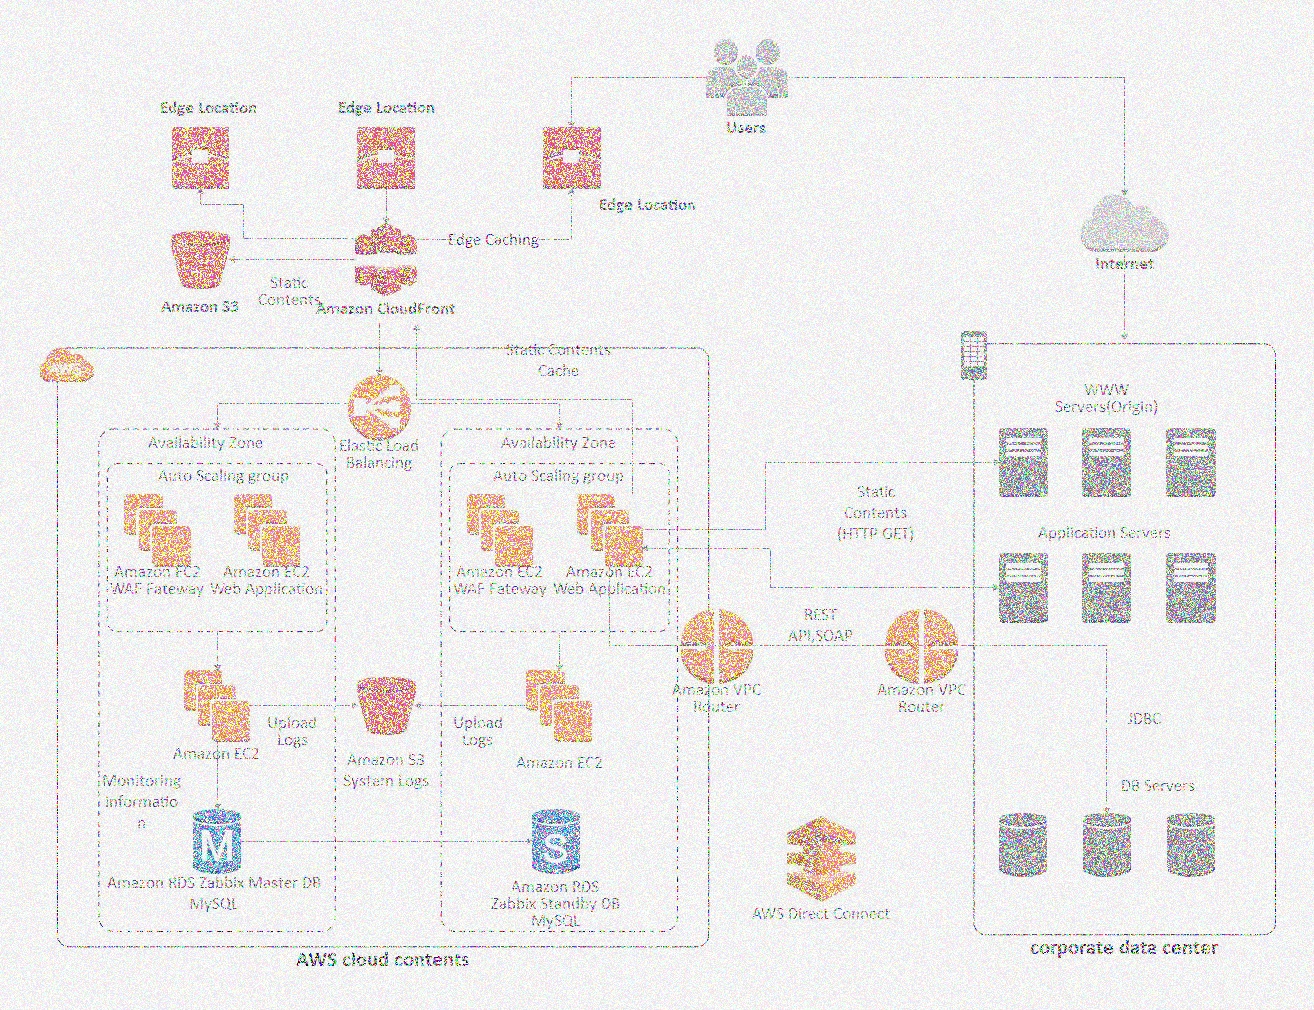 Users
Edge Location
Edge Location
Edge Location
Edge Caching
Internet
Static
Contents
Amazon S3
Amazon CloudFront
Static Contents
Cache
AWS
WWW
Servers(Origin)
Elastic Load
Balancing
Availability Zone
Availability Zone
Auto Scaling group
Auto Scaling group
Static
Contents
(HTTP GET)
Application Servers
Amazon EC2
WAF Fateway
Amazon EC2
Web Application
Amazon EC2
WAF Fateway
Amazon EC2
Web Application
REST
API,SOAP
Amazon VPC
Router
Amazon VPC
Router
JDBC
Upload
Logs
Upload
Logs
Amazon EC2
Amazon S3
System Logs
Amazon EC2
Monitoring
informatio
n
DB Servers
M
S
Amazon RDS Zabbix Master DB
MySQL
Amazon RDS
Zabbix Standby DB
MySQL
AWS Direct Connect
AWS cloud contents
corporate data center